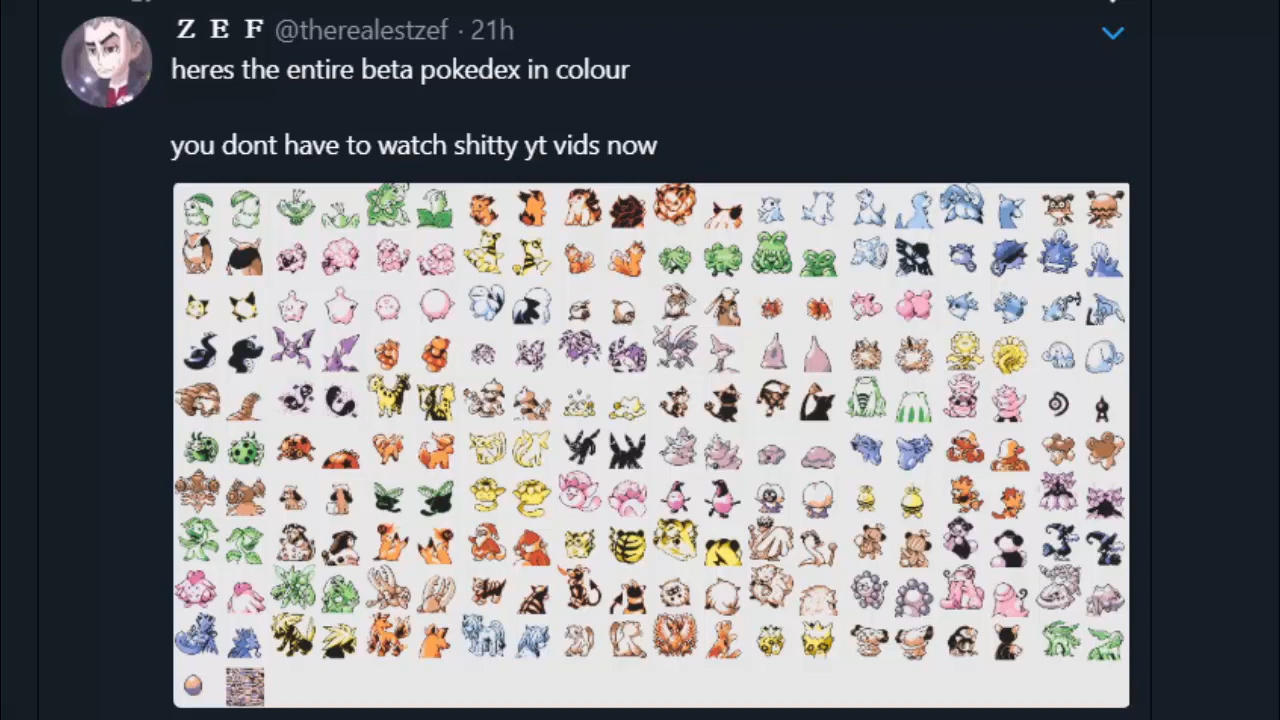 Z E F @therealestzef · 21h
heres the entire beta pokedex in colour
you dont have to watch shitty yt vids now